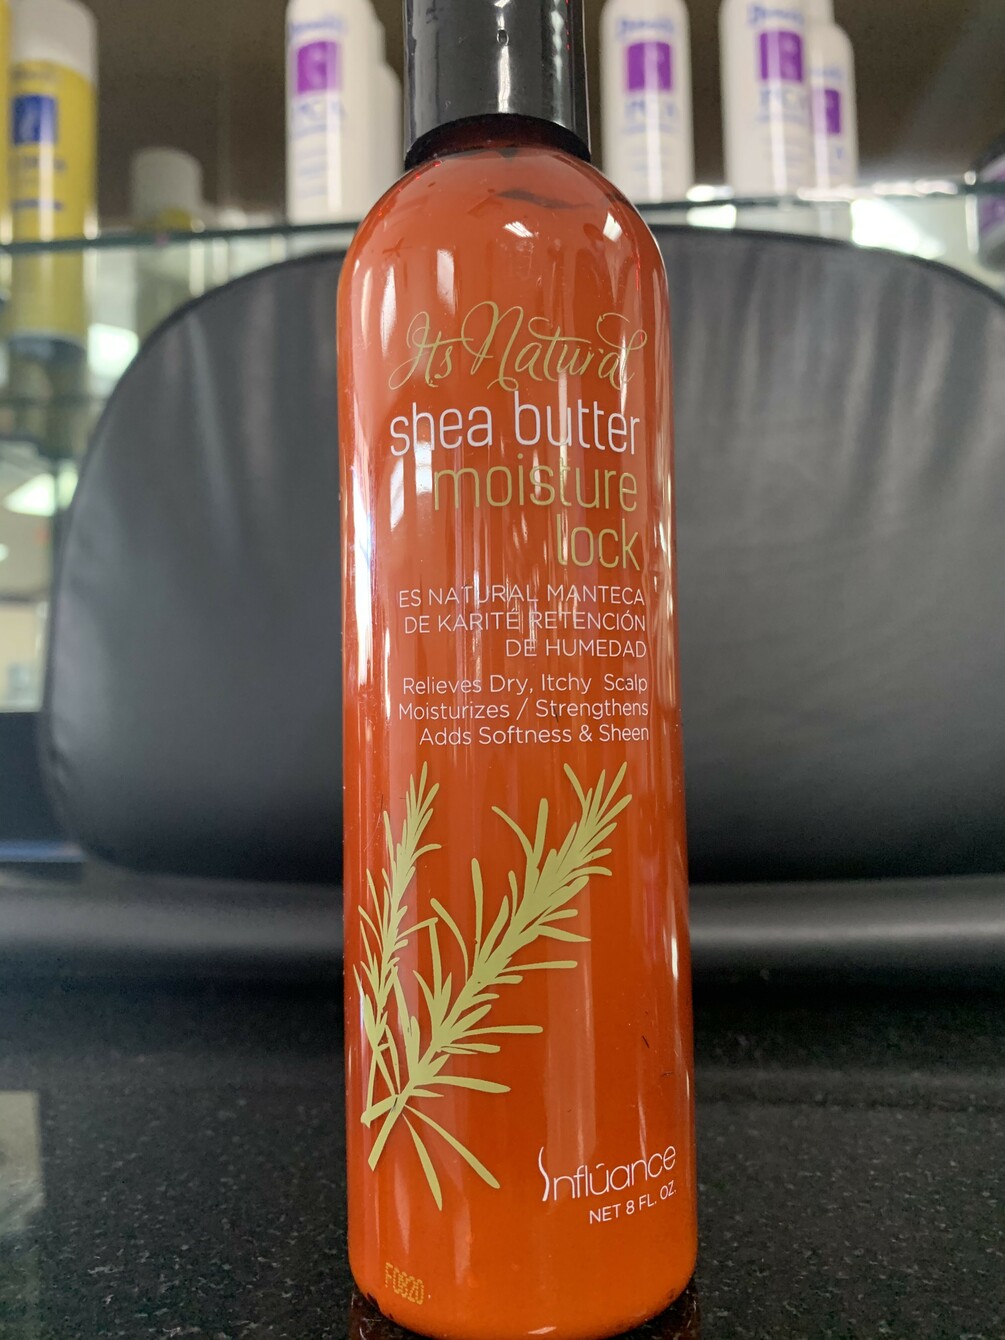 Its Natural
shea butter
moisture
lock
ES NATURAL MANTECA
DE KARITÉ RETENCIÓN
DE HUMEDAD
Relieves Dry, Itchy Scalp
Moisturizes / Strengthens
Adds Softness & Sheen
Influance
NET 8 FL. OZ.
F0820